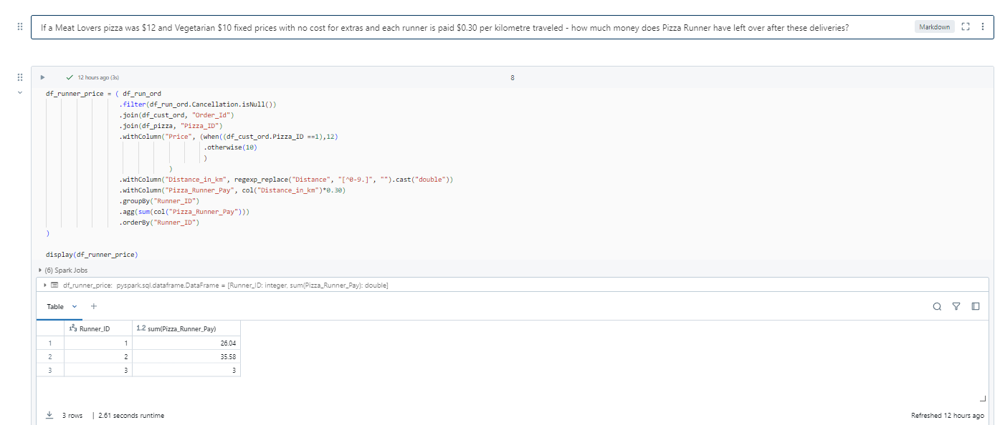 If a Meat Lovers pizza was $12 and Vegetarian $10 fixed prices with no cost for extras and each runner is paid $0.30 per kilometre traveled - how much money does Pizza Runner have left over after these deliveries?
Markdown
12 hours ago (3s)
8
df_runner_price = ( df_run_ord
.filter(df_run_ord.Cancellation.isNull())
.join(df_cust_ord, "Order_Id")
.join(df_pizza, "Pizza_ID")
.withColumn("Price", (when((df_cust_ord.Pizza_ID ==1),12)
.otherwise(10)
)
)
.withColumn("Distance_in_km", regexp_replace("Distance", "[^0-9.]", "").cast("double"))
.withColumn("Pizza_Runner_Pay", col("Distance_in_km")*0.30)
.groupBy("Runner_ID")
.agg(sum(col("Pizza_Runner_Pay")))
.orderBy("Runner_ID")
)
display(df_runner_price)
(6) Spark Jobs
df_runner_price: pyspark.sql.dataframe.DataFrame = [Runner_ID: integer, sum(Pizza_Runner_Pay): double]
Table +
1²3 Runner_ID 1.2 sum(Pizza_Runner_Pay)
1 1 26.04
2 2 35.58
3 3 3
3 rows | 2.61 seconds runtime
Refreshed 12 hours ago